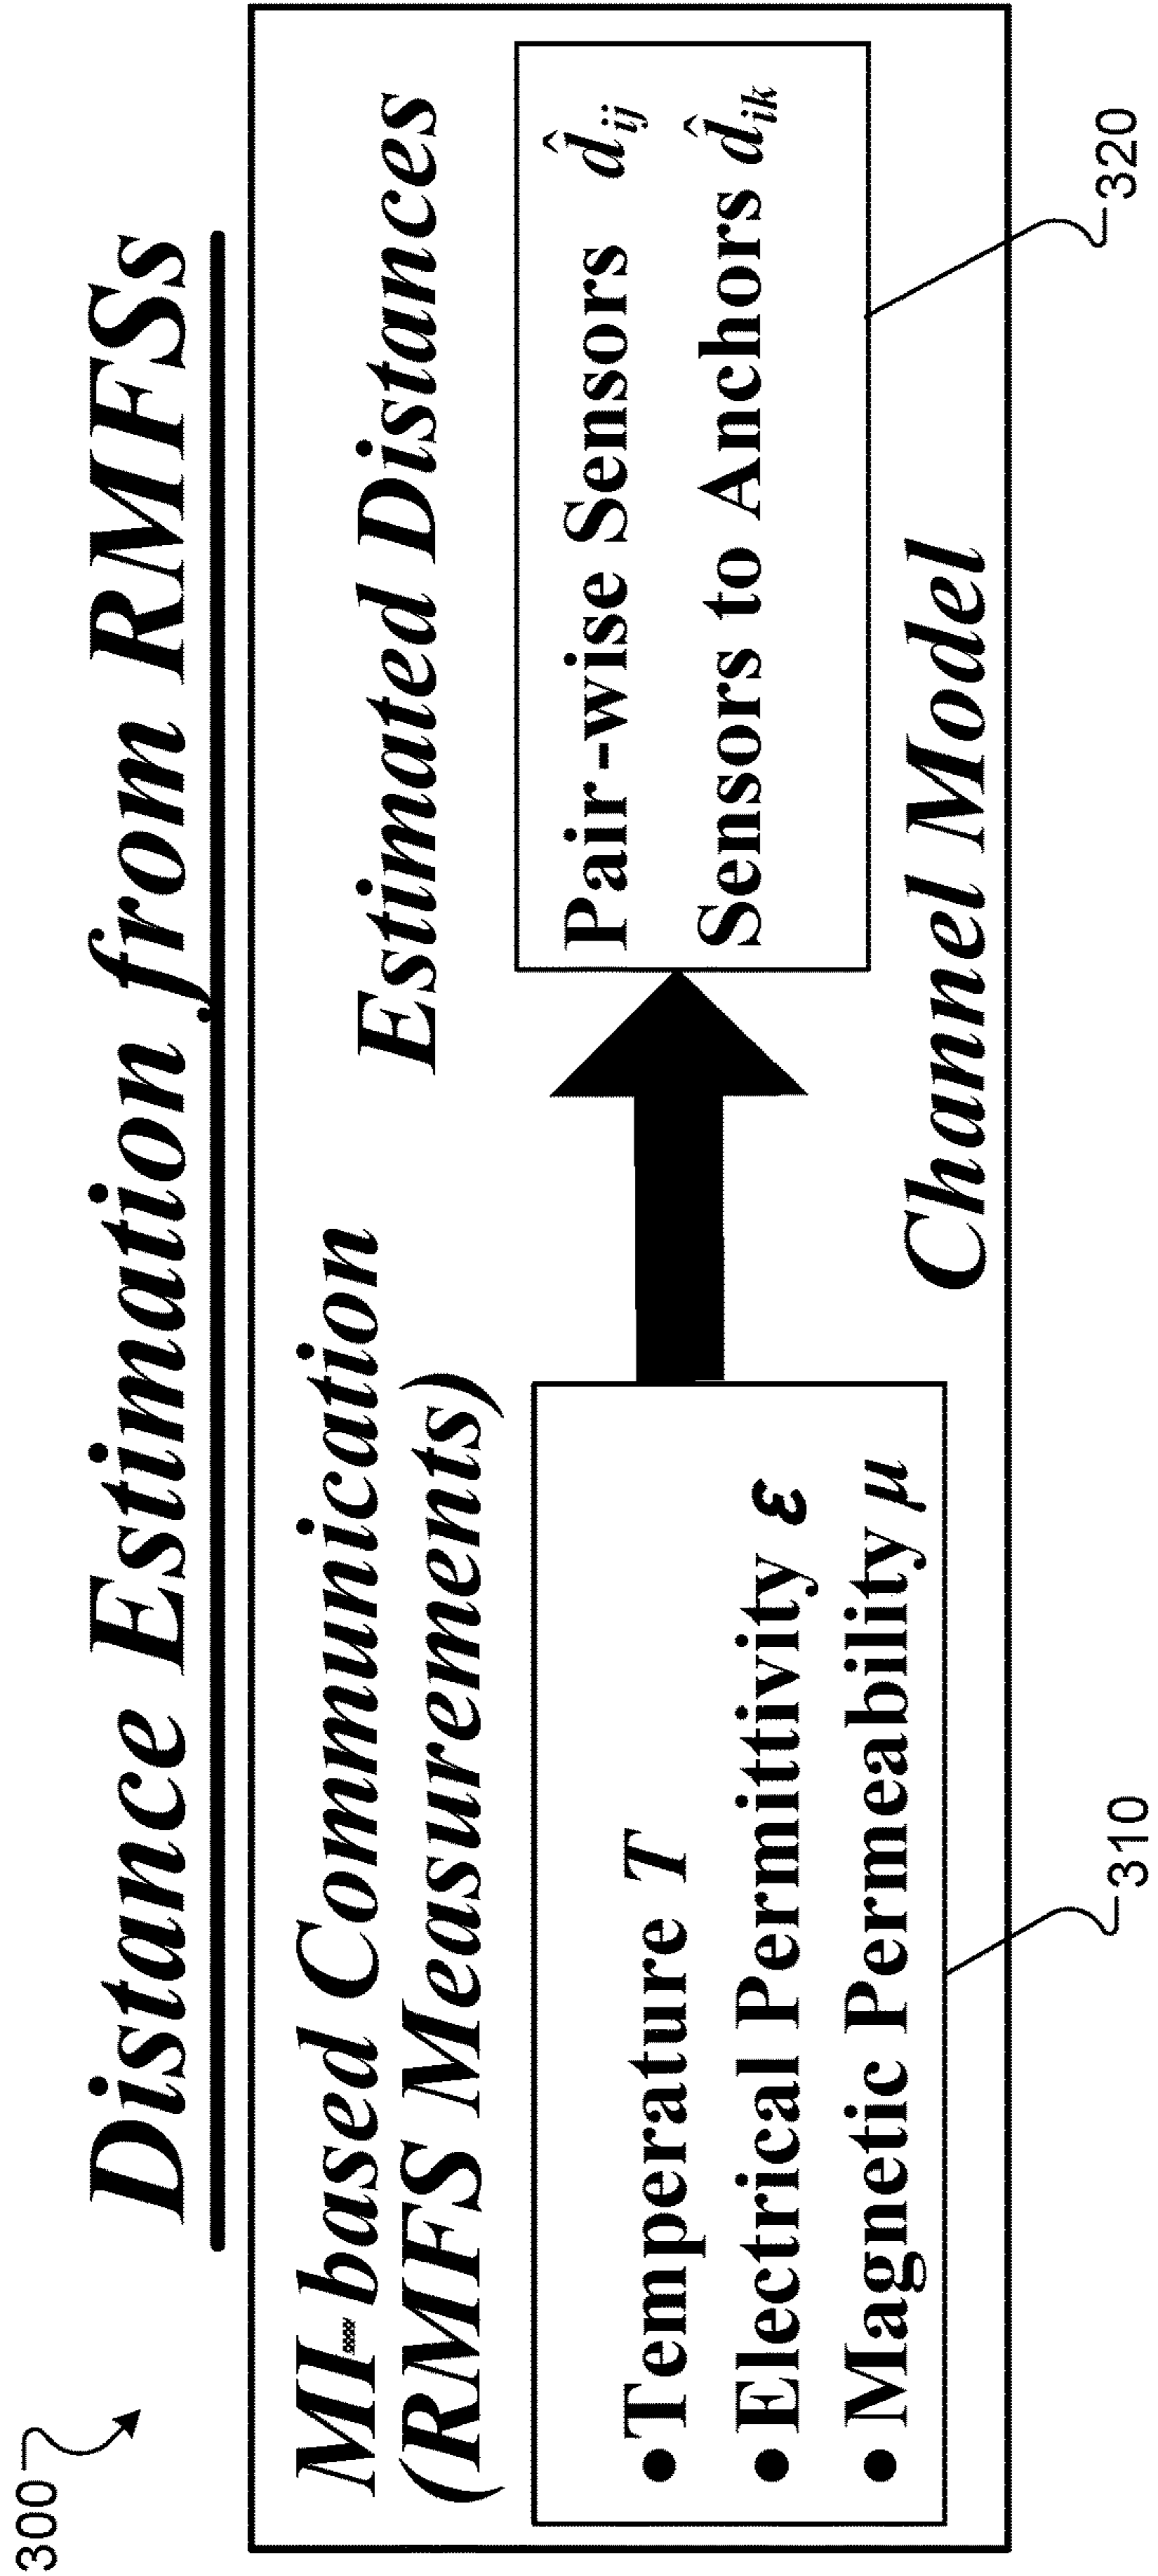 300
Distance Estimation from RMFSs
MI-based Communication
(RMFS Measurements)
• Temperature T
• Electrical Permittivity ε
• Magnetic Permeability μ
310
Estimated Distances
Pair-wise Sensors d̂ij
Sensors to Anchors d̂ik
320
Channel Model